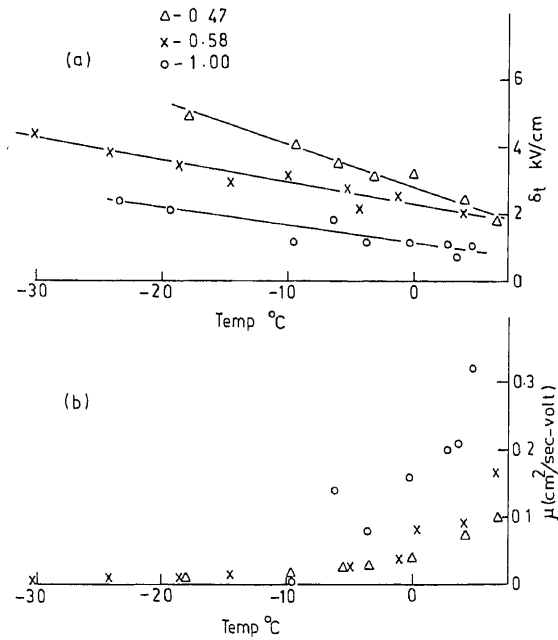 △ - 0.47
x - 0.58
o - 1.00
(a)
6
4
2
0
δt kV/cm
-30
-20
-10
0
Temp °C
(b)
0.3
0.2
0.1
0
μ(cm²/sec-volt)
-30
-20
-10
0
Temp °C